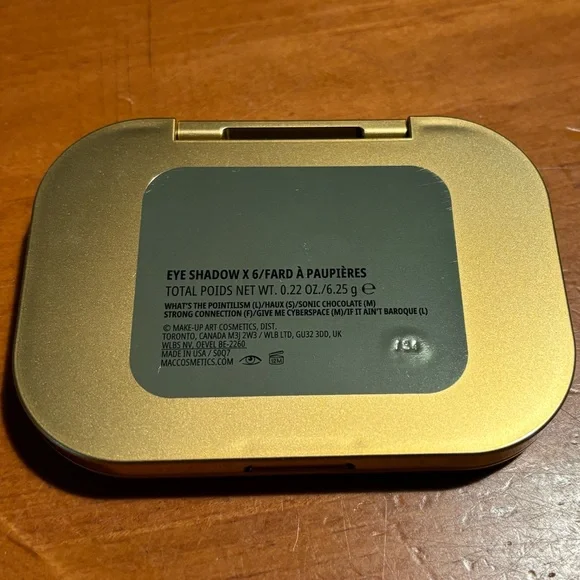 EYE SHADOW X 6/FARD À PAUPIÈRES
TOTAL POIDS NET WT. 0.22 OZ./6.25 g ℮
WHAT'S THE POINTILISM (L)/HAUX (S)/SONIC CHOCOLATE (M)
STRONG CONNECTION (F)/GIVE ME CYBERSPACE (M)/IF IT AIN'T BAROQUE (L)
© MAKE-UP ART COSMETICS, DIST.
TORONTO, CANADA M3J 2W3 / WLB LTD, GU32 3DD, UK
WLBS NV, OEVEL BE-2260
MADE IN USA / S0Q7
MACCOSMETICS.COM